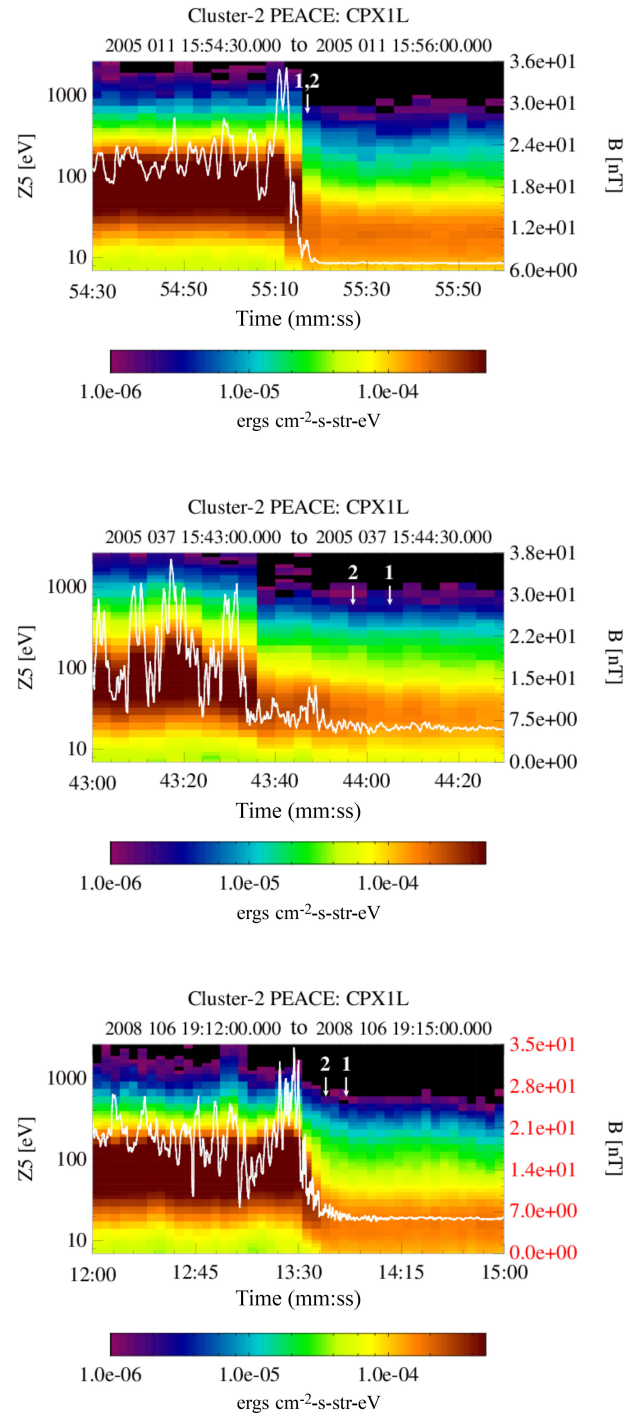 Cluster-2 PEACE: CPX1L
2005 011 15:54:30.000 to 2005 011 15:56:00.000
3.6e+01
1000
1,2
3.0e+01
Z5 [eV]
2.4e+01
B [nT]
100
1.8e+01
1.2e+01
10
6.0e+00
54:30 54:50 55:10 55:30 55:50
Time (mm:ss)
1.0e-06 1.0e-05 1.0e-04
ergs cm-2-s-str-eV
Cluster-2 PEACE: CPX1L
2005 037 15:43:00.000 to 2005 037 15:44:30.000
3.8e+01
1000
2 1
3.0e+01
Z5 [eV]
2.2e+01
B [nT]
100
1.5e+01
7.5e+00
10
0.0e+00
43:00 43:20 43:40 44:00 44:20
Time (mm:ss)
1.0e-06 1.0e-05 1.0e-04
ergs cm-2-s-str-eV
Cluster-2 PEACE: CPX1L
2008 106 19:12:00.000 to 2008 106 19:15:00.000
3.5e+01
1000
2 1
2.8e+01
Z5 [eV]
2.1e+01
B [nT]
100
1.4e+01
7.0e+00
10
0.0e+00
12:00 12:45 13:30 14:15 15:00
Time (mm:ss)
1.0e-06 1.0e-05 1.0e-04
ergs cm-2-s-str-eV